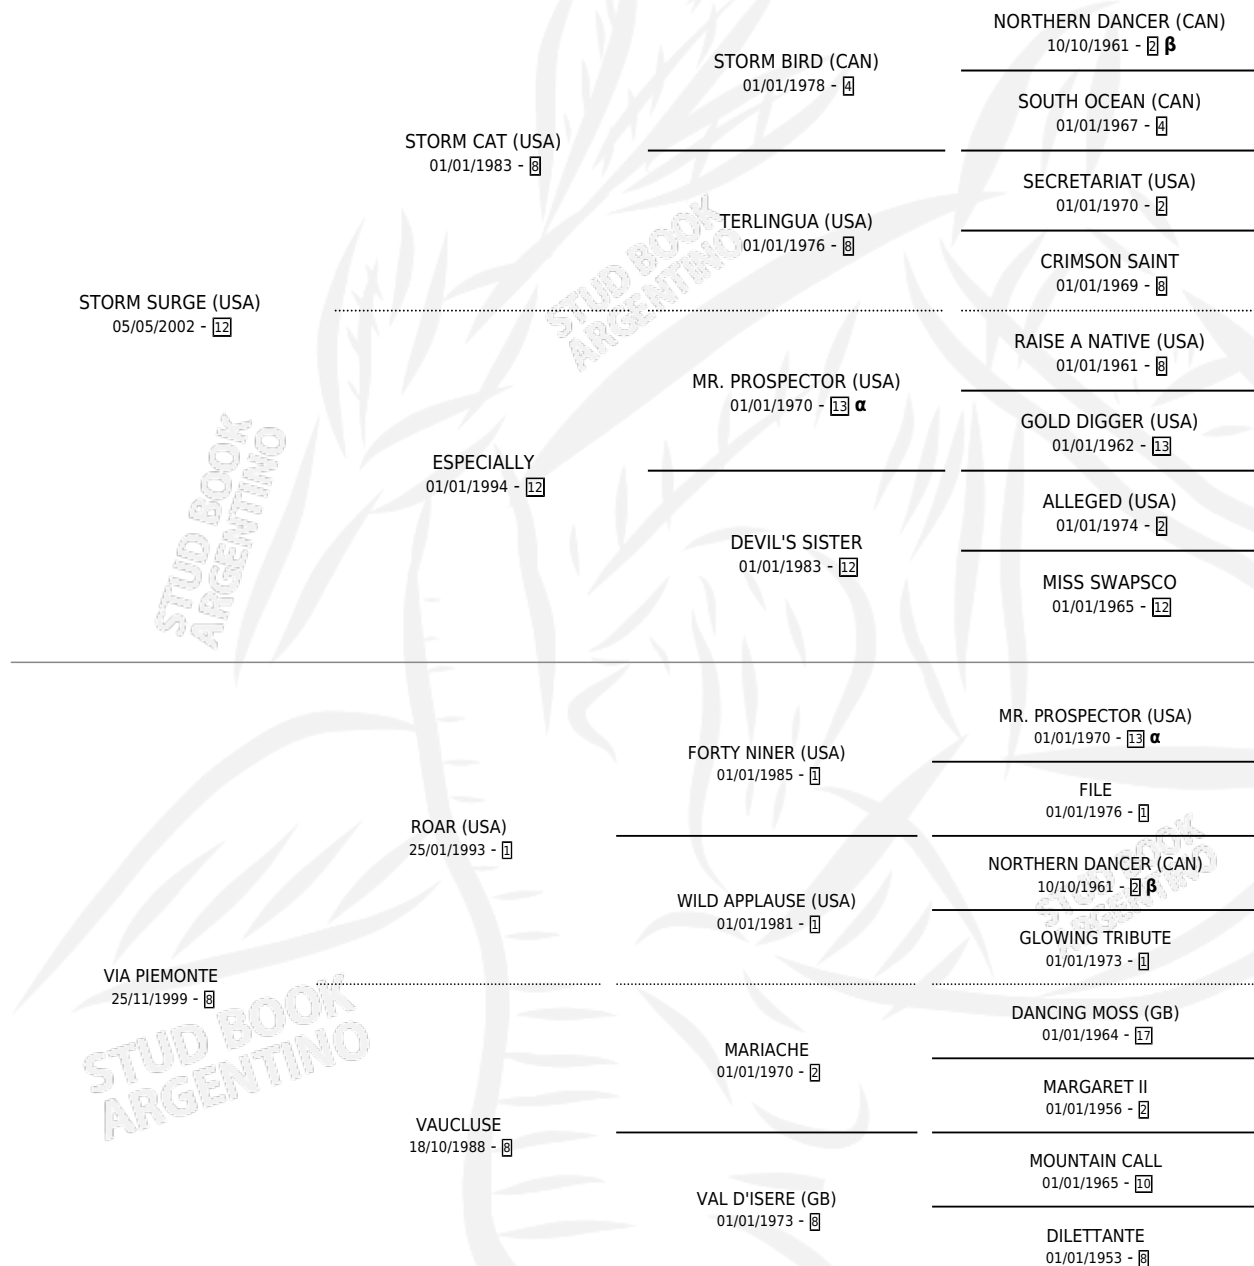 NORTHERN DANCER (CAN)
10/10/1961 - 2 β
STORM BIRD (CAN)
01/01/1978 - 4
SOUTH OCEAN (CAN)
01/01/1967 - 4
STORM CAT (USA)
01/01/1983 - 8
SECRETARIAT (USA)
01/01/1970 - 2
TERLINGUA (USA)
01/01/1976 - 8
CRIMSON SAINT
01/01/1969 - 8
STORM SURGE (USA)
05/05/2002 - 12
RAISE A NATIVE (USA)
01/01/1961 - 8
MR. PROSPECTOR (USA)
01/01/1970 - 13 α
GOLD DIGGER (USA)
01/01/1962 - 13
ESPECIALLY
01/01/1994 - 12
ALLEGED (USA)
01/01/1974 - 2
DEVIL'S SISTER
01/01/1983 - 12
MISS SWAPSCO
01/01/1965 - 12
MR. PROSPECTOR (USA)
01/01/1970 - 13 α
FORTY NINER (USA)
01/01/1985 - 1
FILE
01/01/1976 - 1
ROAR (USA)
25/01/1993 - 1
NORTHERN DANCER (CAN)
10/10/1961 - 2 β
WILD APPLAUSE (USA)
01/01/1981 - 1
GLOWING TRIBUTE
01/01/1973 - 1
VIA PIEMONTE
25/11/1999 - 8
DANCING MOSS (GB)
01/01/1964 - 17
MARIACHE
01/01/1970 - 2
MARGARET II
01/01/1956 - 2
VAUCLUSE
18/10/1988 - 8
MOUNTAIN CALL
01/01/1965 - 10
VAL D'ISERE (GB)
01/01/1973 - 8
DILETTANTE
01/01/1953 - 8
STUD BOOK
ARGENTINO
STUD BOOK
ARGENTINO
STUD BOOK
ARGENTINO
STUD BOOK
ARGENTINO